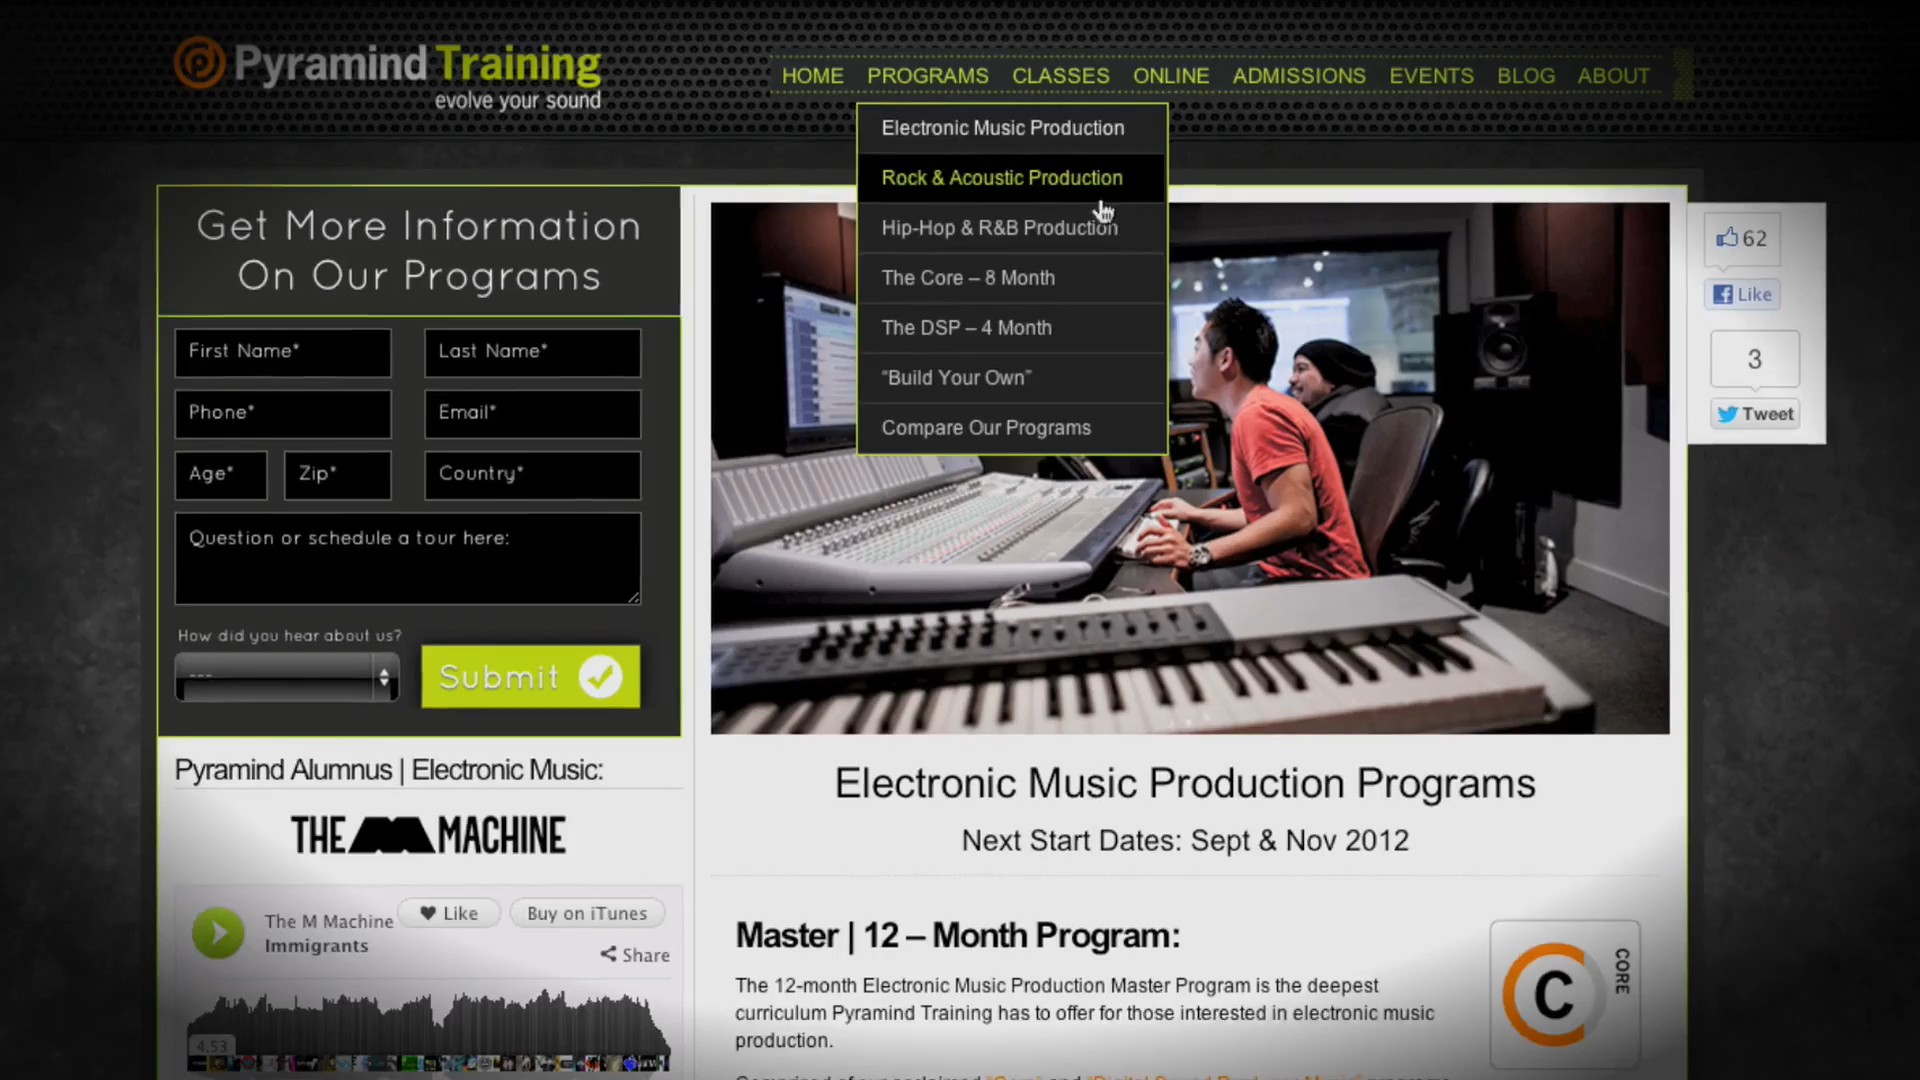 Pyramind Training
evolve your sound
HOME PROGRAMS CLASSES ONLINE ADMISSIONS EVENTS BLOG ABOUT
Electronic Music Production
Rock & Acoustic Production
Hip-Hop & R&B Production
The Core – 8 Month
The DSP – 4 Month
“Build Your Own”
Compare Our Programs
Get More Information
On Our Programs
First Name*
Last Name*
Phone*
Email*
Age*
Zip*
Country*
Question or schedule a tour here:
How did you hear about us?
---
Submit
62
Like
3
Tweet
Pyramind Alumnus | Electronic Music:
THE M MACHINE
The M Machine
Immigrants
Like
Buy on iTunes
Share
4.53
Electronic Music Production Programs
Next Start Dates: Sept & Nov 2012
Master | 12 – Month Program:
The 12-month Electronic Music Production Master Program is the deepest
curriculum Pyramind Training has to offer for those interested in electronic music
production.
C
CORE